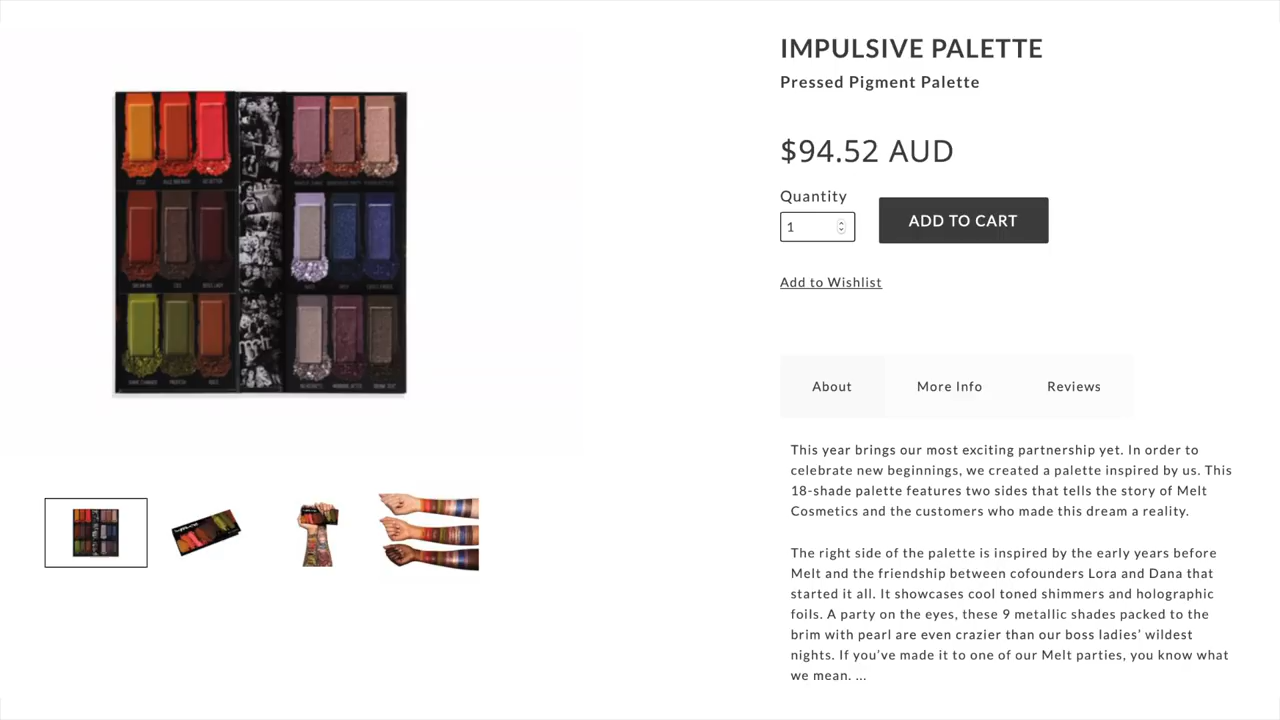 IMPULSIVE PALETTE
Pressed Pigment Palette
$94.52 AUD
Quantity
1
ADD TO CART
Add to Wishlist
About
More Info
Reviews
This year brings our most exciting partnership yet. In order to
celebrate new beginnings, we created a palette inspired by us. This
18-shade palette features two sides that tells the story of Melt
Cosmetics and the customers who made this dream a reality.
The right side of the palette is inspired by the early years before
Melt and the friendship between cofounders Lora and Dana that
started it all. It showcases cool toned shimmers and holographic
foils. A party on the eyes, these 9 metallic shades packed to the
brim with pearl are even crazier than our boss ladies’ wildest
nights. If you’ve made it to one of our Melt parties, you know what
we mean. ...